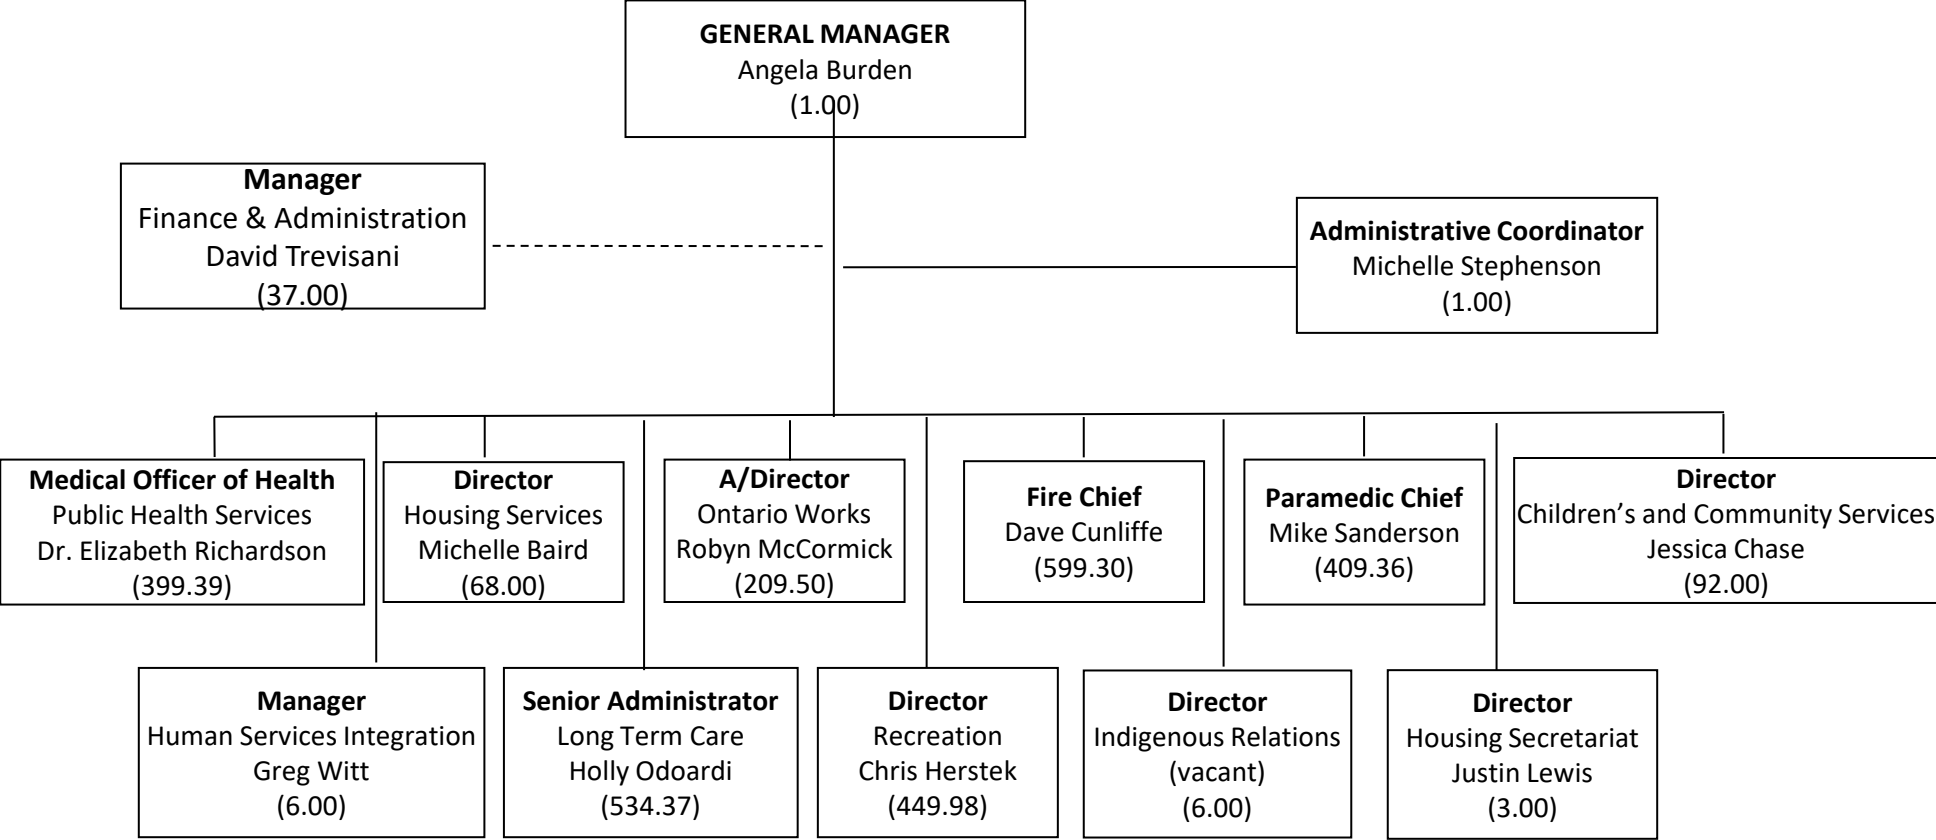 GENERAL MANAGER
Angela Burden
(1.00)
Manager
Finance & Administration
David Trevisani
(37.00)
Administrative Coordinator
Michelle Stephenson
(1.00)
Medical Officer of Health
Public Health Services
Dr. Elizabeth Richardson
(399.39)
Director
Housing Services
Michelle Baird
(68.00)
A/Director
Ontario Works
Robyn McCormick
(209.50)
Fire Chief
Dave Cunliffe
(599.30)
Paramedic Chief
Mike Sanderson
(409.36)
Director
Children’s and Community Services
Jessica Chase
(92.00)
Manager
Human Services Integration
Greg Witt
(6.00)
Senior Administrator
Long Term Care
Holly Odoardi
(534.37)
Director
Recreation
Chris Herstek
(449.98)
Director
Indigenous Relations
(vacant)
(6.00)
Director
Housing Secretariat
Justin Lewis
(3.00)